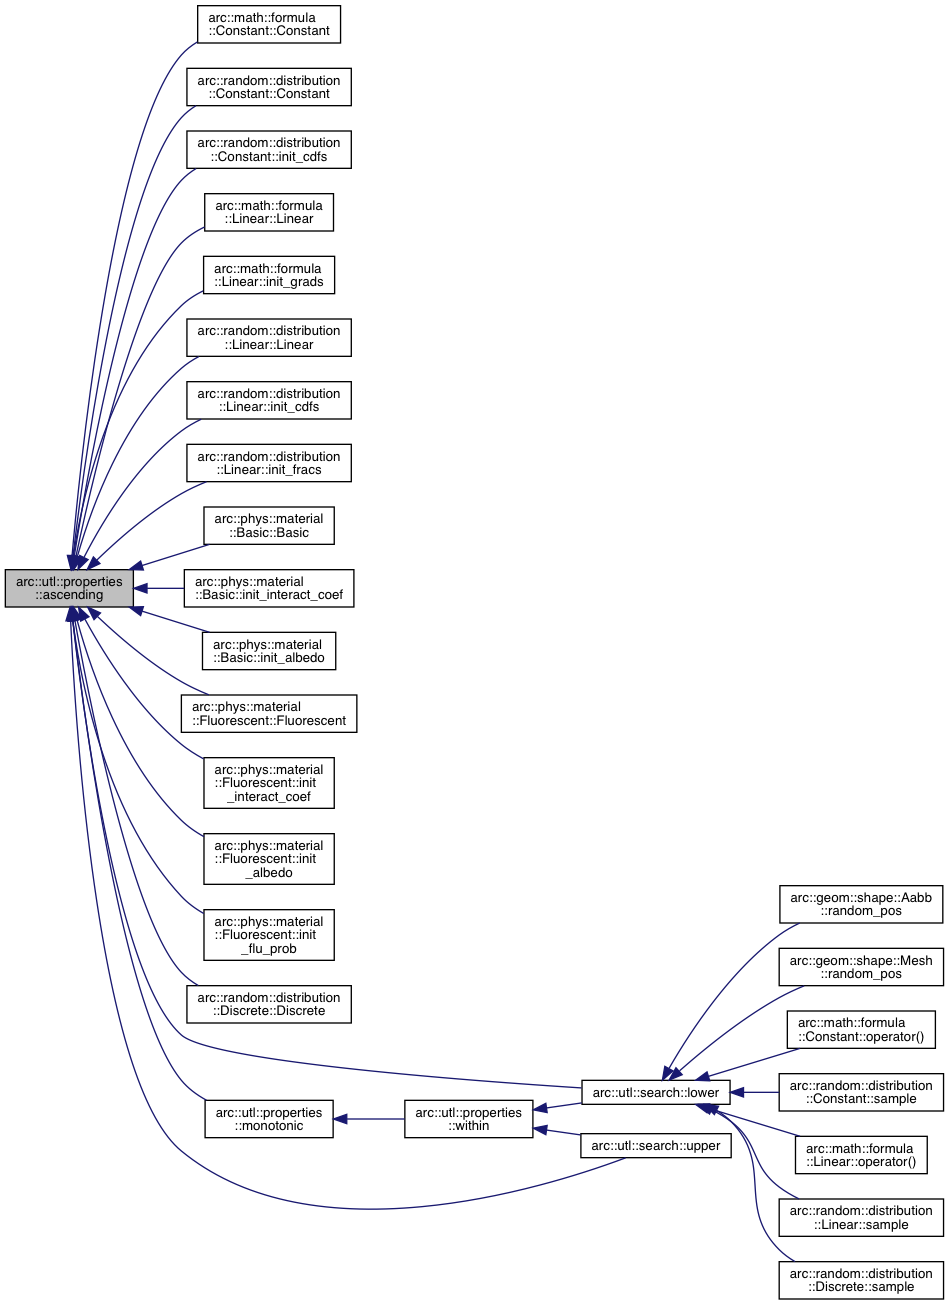 arc::math::formula
::Constant::Constant
arc::random::distribution
::Constant::Constant
arc::random::distribution
::Constant::init_cdfs
arc::math::formula
::Linear::Linear
arc::math::formula
::Linear::init_grads
arc::random::distribution
::Linear::Linear
arc::random::distribution
::Linear::init_cdfs
arc::random::distribution
::Linear::init_fracs
arc::phys::material
::Basic::Basic
arc::utl::properties
::ascending
arc::phys::material
::Basic::init_interact_coef
arc::phys::material
::Basic::init_albedo
arc::phys::material
::Fluorescent::Fluorescent
arc::phys::material
::Fluorescent::init
_interact_coef
arc::phys::material
::Fluorescent::init
_albedo
arc::phys::material
::Fluorescent::init
_flu_prob
arc::random::distribution
::Discrete::Discrete
arc::utl::properties
::monotonic
arc::utl::properties
::within
arc::utl::search::lower
arc::utl::search::upper
arc::geom::shape::Aabb
::random_pos
arc::geom::shape::Mesh
::random_pos
arc::math::formula
::Constant::operator()
arc::random::distribution
::Constant::sample
arc::math::formula
::Linear::operator()
arc::random::distribution
::Linear::sample
arc::random::distribution
::Discrete::sample